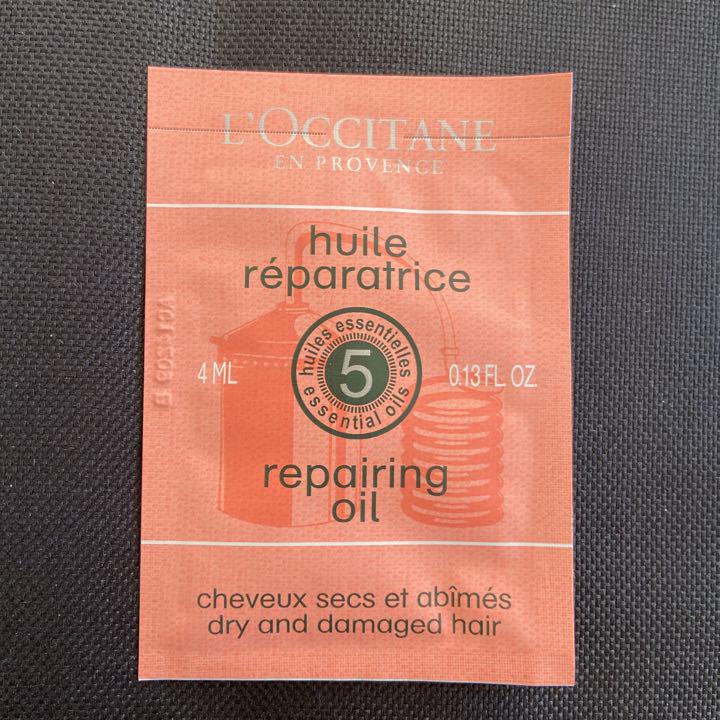 L'OCCITANE
EN PROVENCE
huile
réparatrice
huiles essentielles
5
essential oils
4 ML
0.13 FL. OZ.
repairing
oil
cheveux secs et abîmés
dry and damaged hair